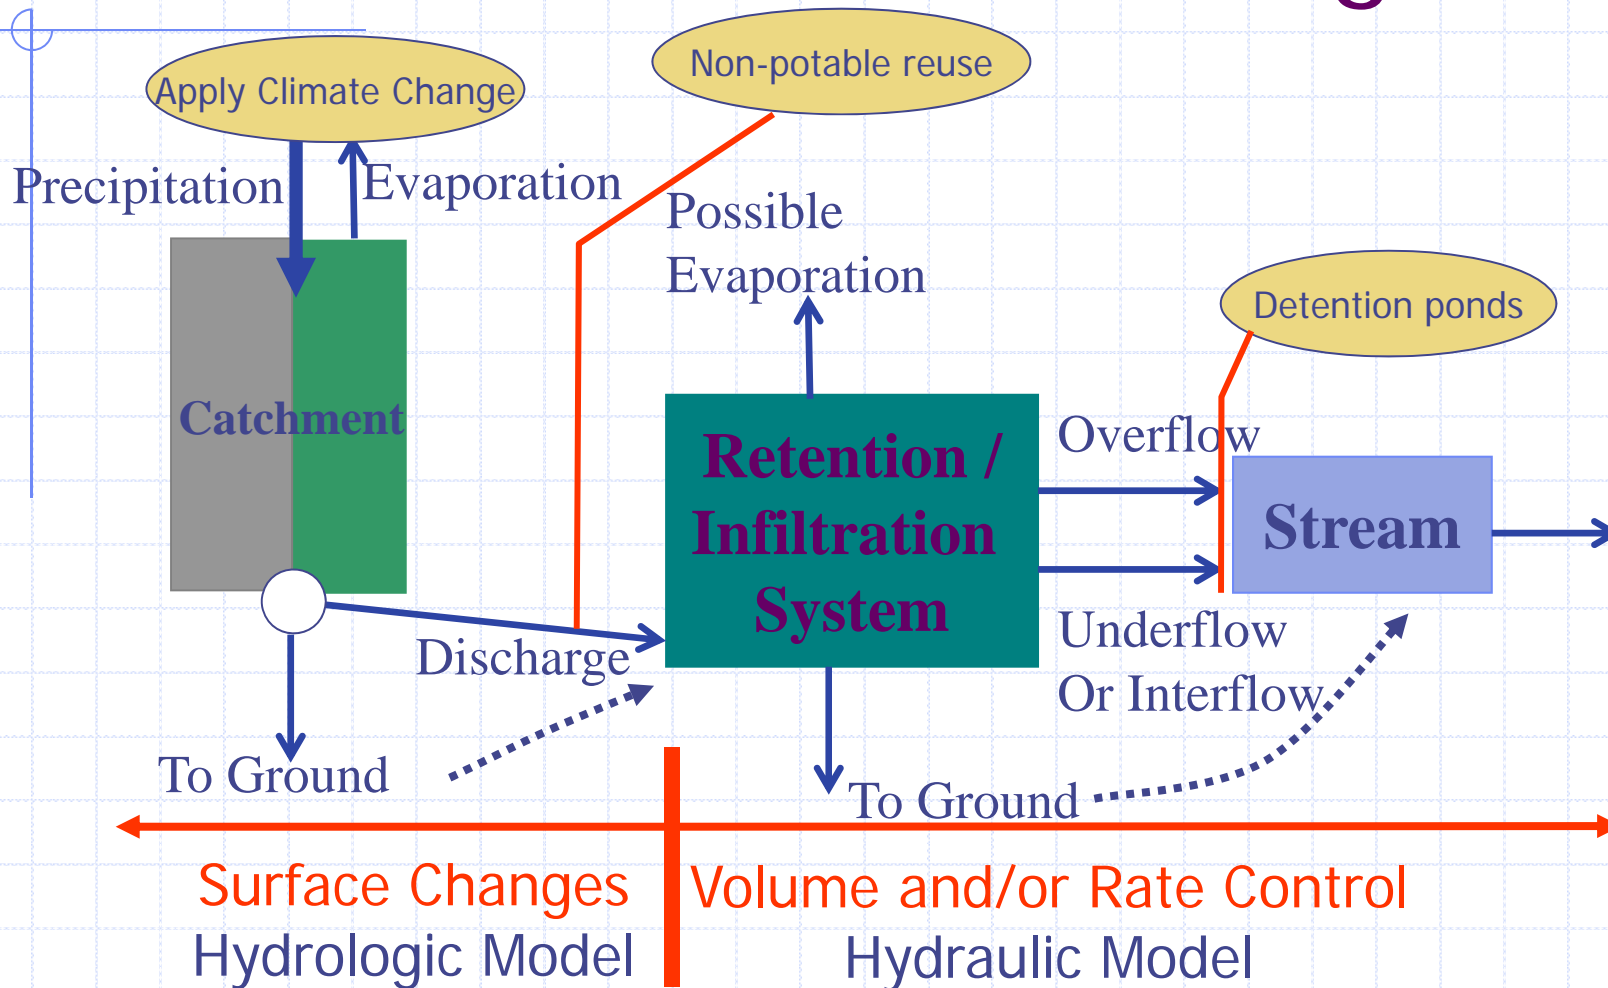 g
Apply Climate Change
Non-potable reuse
Precipitation
Evaporation
Possible
Evaporation
Detention ponds
Catchment
Retention /
Infiltration
System
Overflow
Stream
Underflow
Or Interflow
Discharge
To Ground
To Ground
Surface Changes
Volume and/or Rate Control
Hydrologic Model
Hydraulic Model